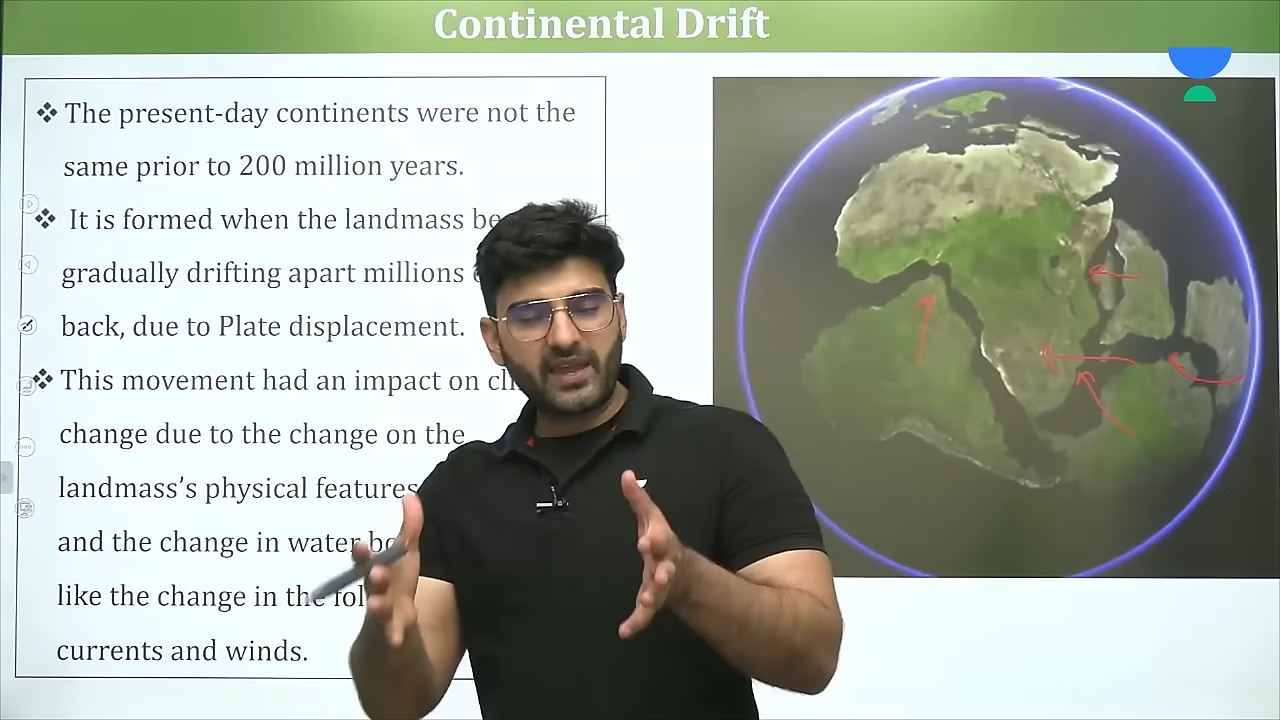 Continental Drift
❖ The present-day continents were not the
same prior to 200 million years.
❖ It is formed when the landmass
gradually drifting apart millions
back, due to Plate displacement.
❖ This movement had an impact on
change due to the change on the
landmass's physical features
and the change in water
like the change in the
currents and winds.